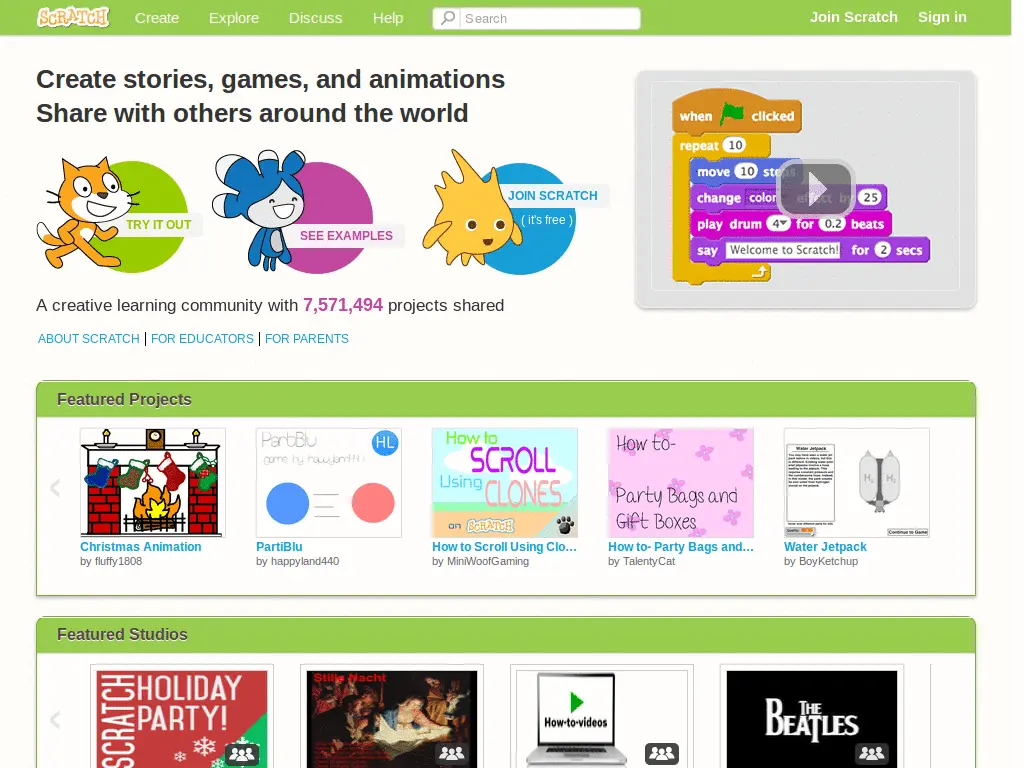 SCRATCH Create Explore Discuss Help Search Join Scratch Sign in
Create stories, games, and animations
Share with others around the world
TRY IT OUT
SEE EXAMPLES
JOIN SCRATCH
( it's free )
when clicked
repeat 10
move 10 steps
change color effect by 25
play drum 4 for 0.2 beats
say Welcome to Scratch! for 2 secs
A creative learning community with 7,571,494 projects shared
ABOUT SCRATCH | FOR EDUCATORS | FOR PARENTS
Featured Projects
PartiBlu HL
game by happyland440
How to
SCROLL
Using CLONES
on SCRATCH
How to-
Party Bags and
Gift Boxes
Water Jetpack
H₂ H₂
Continue to Game
Christmas Animation
by fluffy1808
PartiBlu
by happyland440
How to Scroll Using Clo...
by MiniWoofGaming
How to- Party Bags and...
by TalentyCat
Water Jetpack
by BoyKetchup
Featured Studios
SCRATCH
HOLIDAY
PARTY!
Stille Nacht
How-to-videos
THE
BEATLES